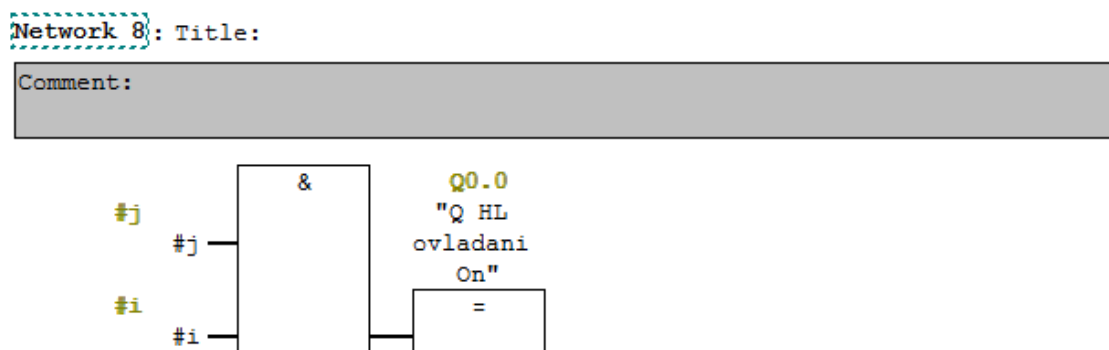 Network 8: Title:
Comment:
&
Q0.0
#j
"Q HL
#j
ovladani
On"
#i
=
#i